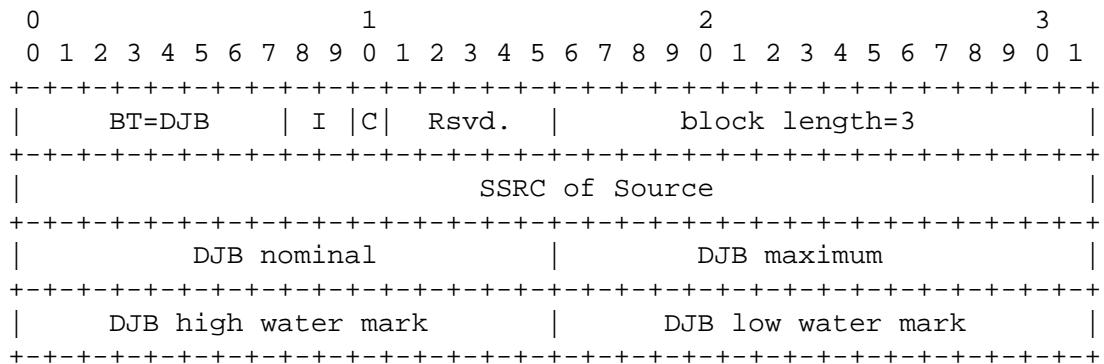 0                   1                   2                   3
 0 1 2 3 4 5 6 7 8 9 0 1 2 3 4 5 6 7 8 9 0 1 2 3 4 5 6 7 8 9 0 1
+-+-+-+-+-+-+-+-+-+-+-+-+-+-+-+-+-+-+-+-+-+-+-+-+-+-+-+-+-+-+-+-+
|     BT=DJB    | I |C|  Rsvd.  |       block length=3          |
+-+-+-+-+-+-+-+-+-+-+-+-+-+-+-+-+-+-+-+-+-+-+-+-+-+-+-+-+-+-+-+-+
|                           SSRC of Source                      |
+-+-+-+-+-+-+-+-+-+-+-+-+-+-+-+-+-+-+-+-+-+-+-+-+-+-+-+-+-+-+-+-+
|          DJB nominal          |        DJB maximum            |
+-+-+-+-+-+-+-+-+-+-+-+-+-+-+-+-+-+-+-+-+-+-+-+-+-+-+-+-+-+-+-+-+
|     DJB high water mark       |      DJB low water mark       |
+-+-+-+-+-+-+-+-+-+-+-+-+-+-+-+-+-+-+-+-+-+-+-+-+-+-+-+-+-+-+-+-+